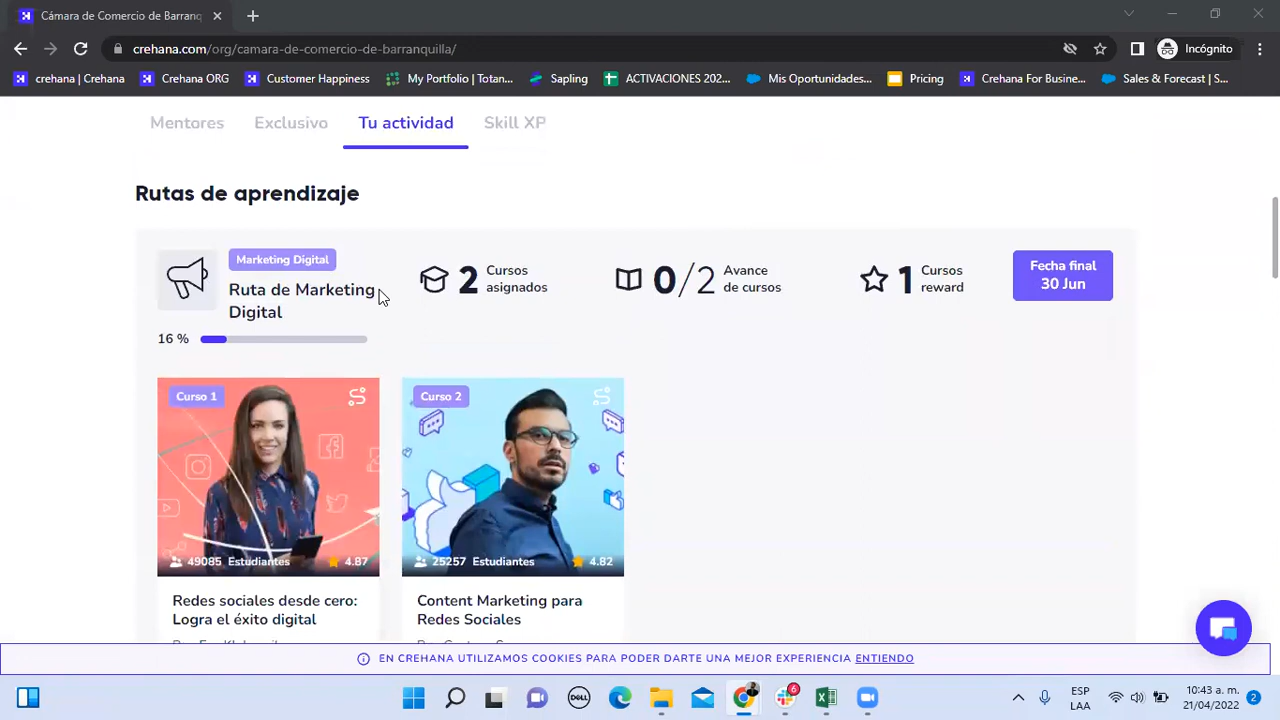 Cámara de Comercio de Barranq
crehana.com/org/camara-de-comercio-de-barranquilla/
Incógnito
crehana | Crehana
Crehana ORG
Customer Happiness
My Portfolio | Totan...
Sapling
ACTIVACIONES 202...
Mis Oportunidades...
Pricing
Crehana For Busine...
Sales & Forecast | S...
Mentores
Exclusivo
Tu actividad
Skill XP
Rutas de aprendizaje
Marketing Digital
Ruta de Marketing
Digital
2 Cursos
asignados
0/2 Avance
de cursos
1 Cursos
reward
Fecha final
30 Jun
16 %
Curso 1
49085 Estudiantes
4.87
Redes sociales desde cero:
Logra el éxito digital
Curso 2
25257 Estudiantes
4.82
Content Marketing para
Redes Sociales
EN CREHANA UTILIZAMOS COOKIES PARA PODER DARTE UNA MEJOR EXPERIENCIA ENTIENDO
DELL
6
ESP
LAA
10:43 a. m.
21/04/2022
2